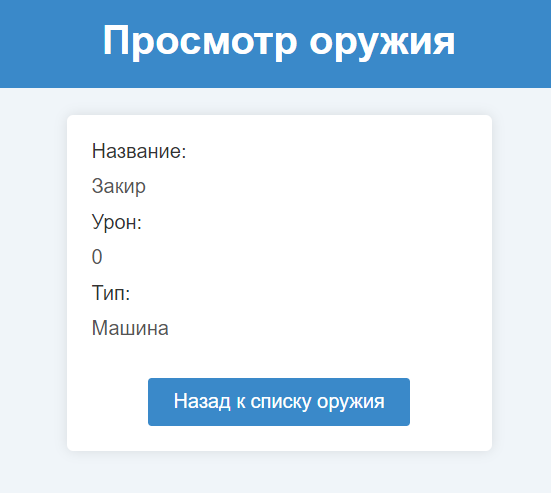 Просмотр оружия
Название:
Закир
Урон:
0
Тип:
Машина
Назад к списку оружия